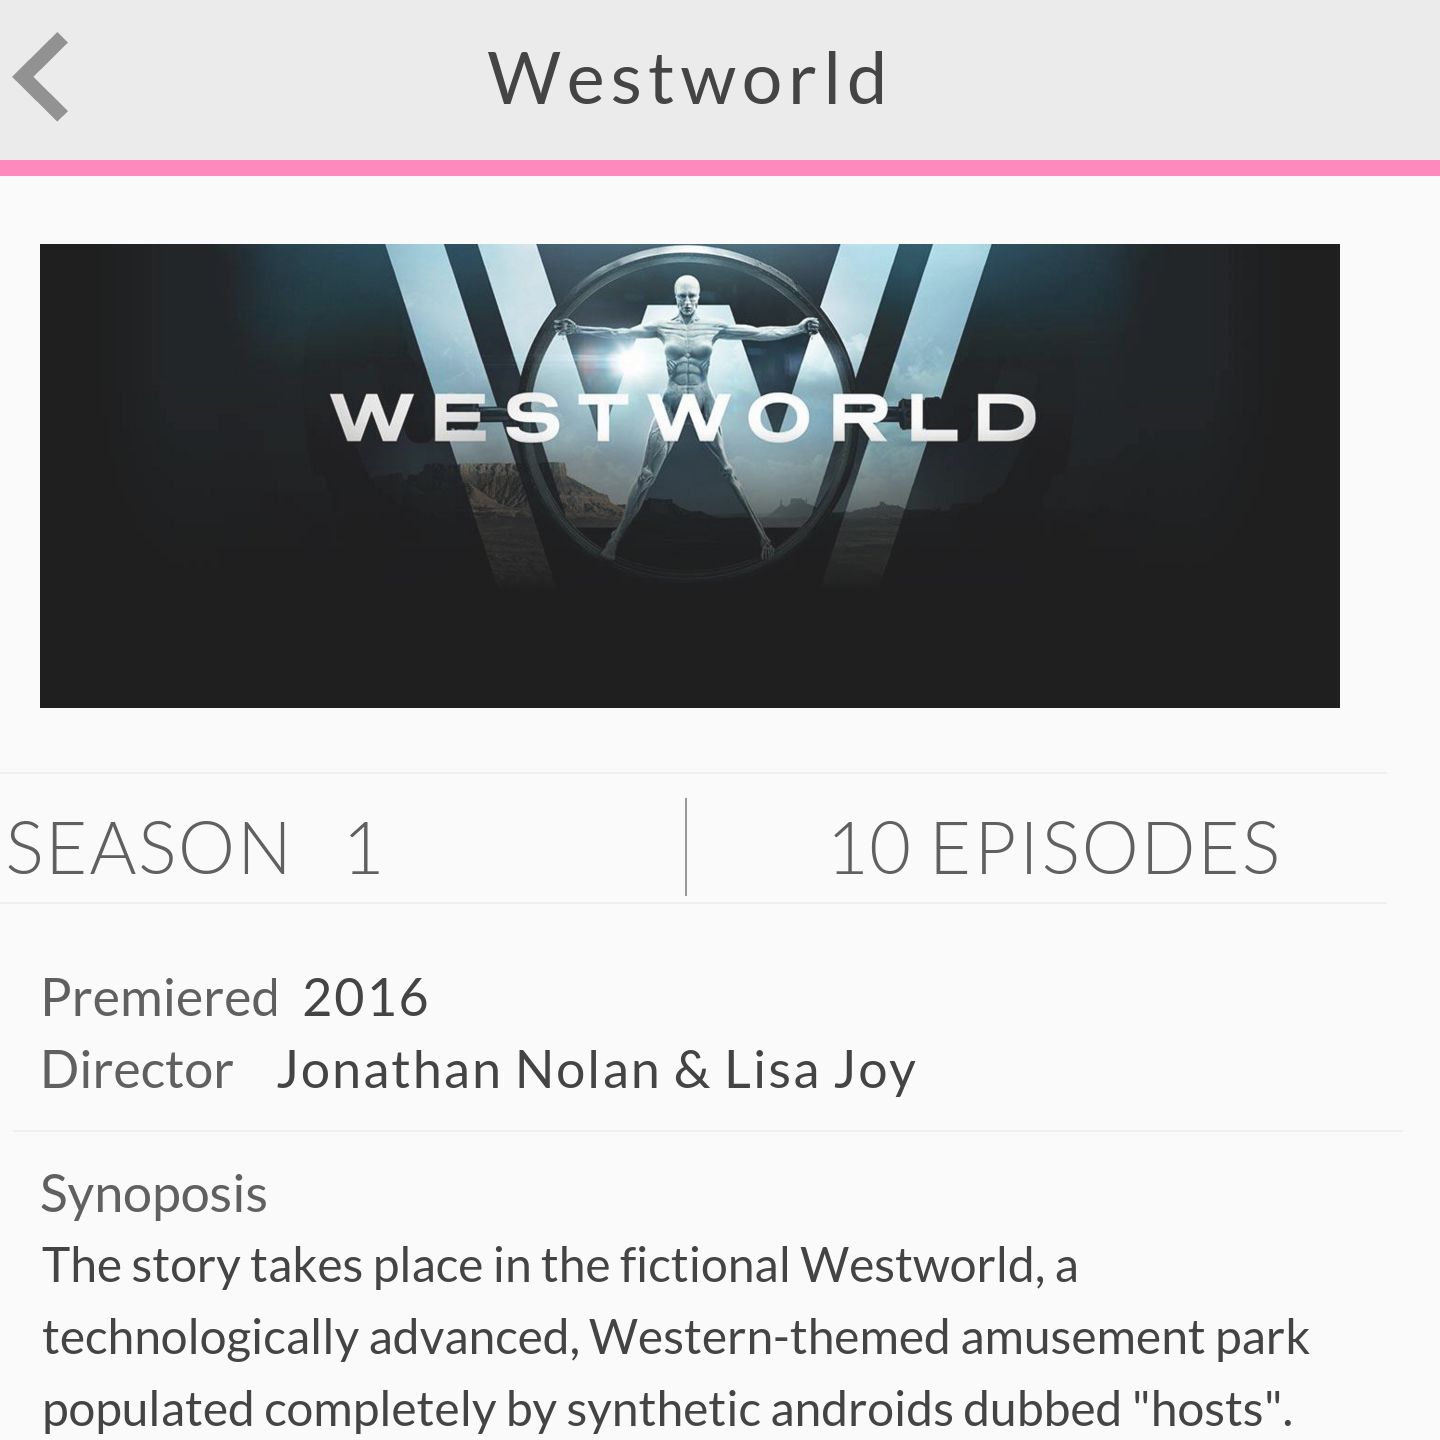 Westworld
WESTWORLD
SEASON 1
10 EPISODES
Premiered 2016
Director Jonathan Nolan & Lisa Joy
Synoposis
The story takes place in the fictional Westworld, a
technologically advanced, Western-themed amusement park
populated completely by synthetic androids dubbed "hosts".